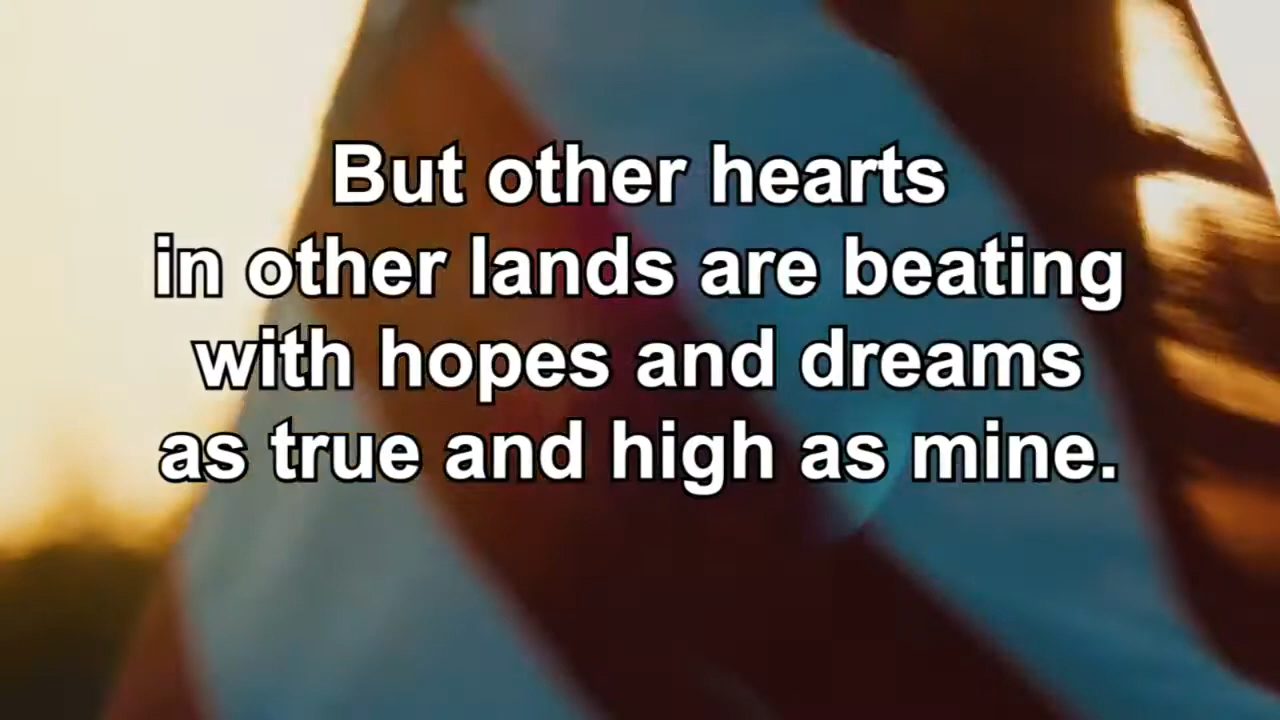 But other hearts
in other lands are beating
with hopes and dreams
as true and high as mine.